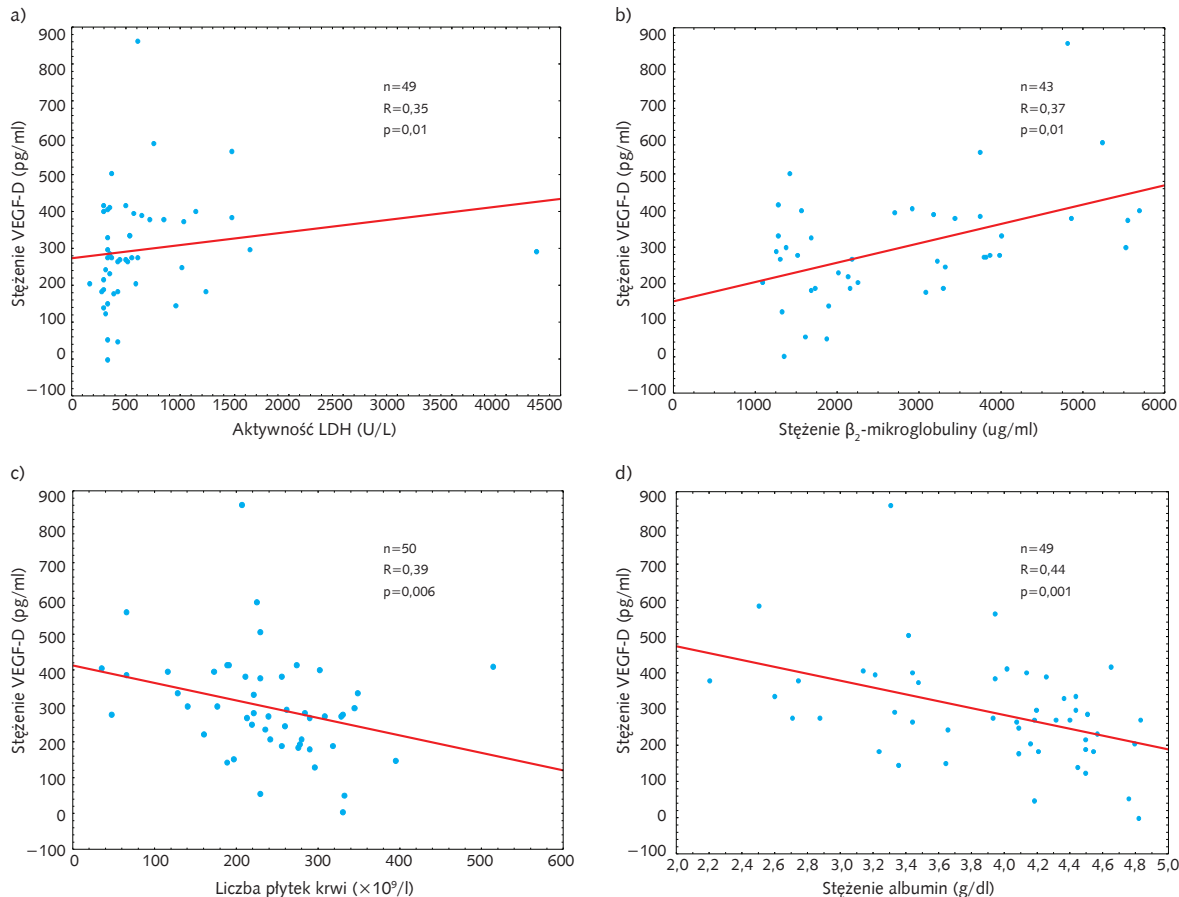 a)
Stężenie VEGF-D (pg/ml)
900
800
700
600
500
400
300
200
100
0
−100
n=49
R=0,35
p=0,01
0 500 1000 1500 2000 2500 3000 3500 4000 4500
Aktywność LDH (U/L)
b)
Stężenie VEGF-D (pg/ml)
900
800
700
600
500
400
300
200
100
0
−100
n=43
R=0,37
p=0,01
0 1000 2000 3000 4000 5000 6000
Stężenie β₂-mikroglobuliny (ug/ml)
c)
Stężenie VEGF-D (pg/ml)
900
800
700
600
500
400
300
200
100
0
−100
n=50
R=0,39
p=0,006
0 100 200 300 400 500 600
Liczba płytek krwi (×10⁹/l)
d)
Stężenie VEGF-D (pg/ml)
900
800
700
600
500
400
300
200
100
0
−100
n=49
R=0,44
p=0,001
2,0 2,2 2,4 2,6 2,8 3,0 3,2 3,4 3,6 3,8 4,0 4,2 4,4 4,6 4,8 5,0
Stężenie albumin (g/dl)